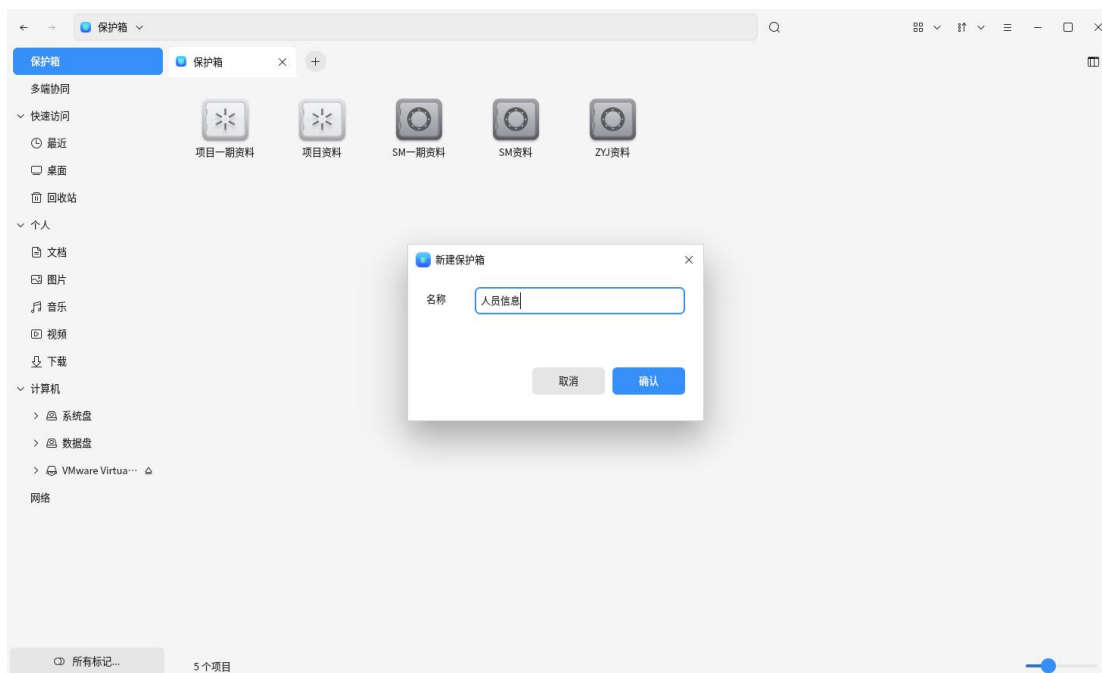 保护箱
保护箱
保护箱
多端协同
快速访问
最近
桌面
回收站
个人
文档
图片
音乐
视频
下载
计算机
系统盘
数据盘
VMware Virtua…
网络
所有标记...
项目一期资料
项目资料
SM一期资料
SM资料
ZYJ资料
新建保护箱
名称
人员信息
取消
确认
5 个项目